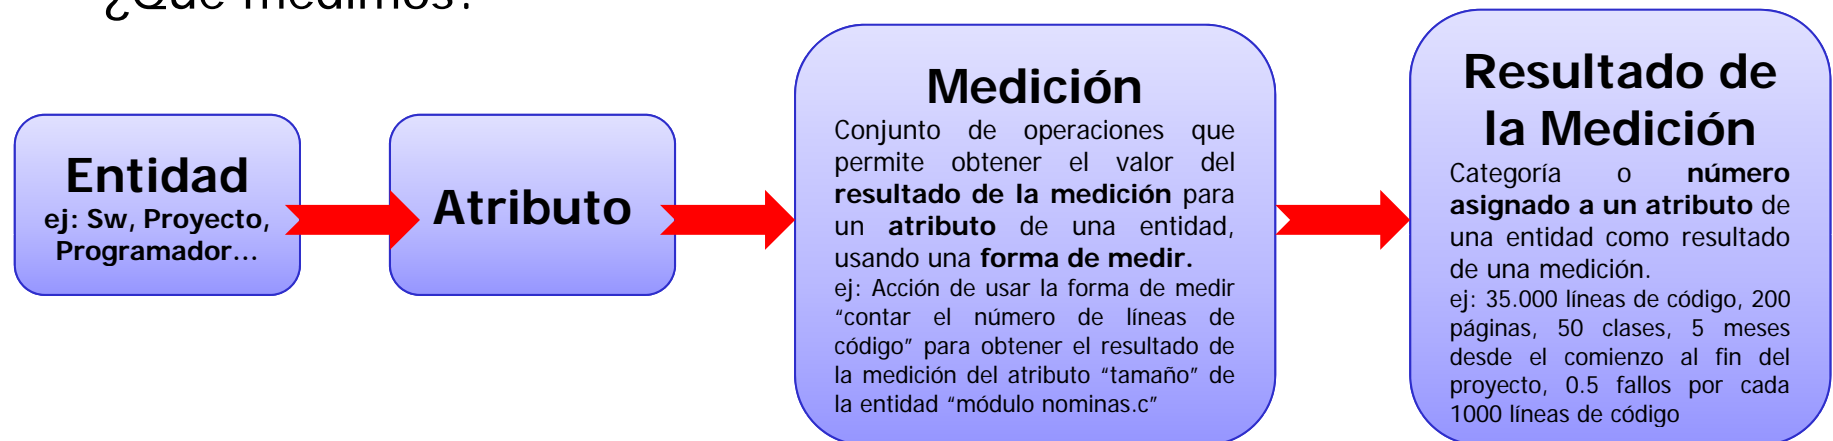 ¿Qué medimos?
Entidad
ej: Sw, Proyecto,
Programador...
Atributo
Medición
Conjunto de operaciones que
permite obtener el valor del
resultado de la medición para
un atributo de una entidad,
usando una forma de medir.
ej: Acción de usar la forma de medir
“contar el número de líneas de
código” para obtener el resultado de
la medición del atributo “tamaño” de
la entidad “módulo nominas.c”
Resultado de
la Medición
Categoría o número
asignado a un atributo de
una entidad como resultado
de una medición.
ej: 35.000 líneas de código, 200
páginas, 50 clases, 5 meses
desde el comienzo al fin del
proyecto, 0.5 fallos por cada
1000 líneas de código